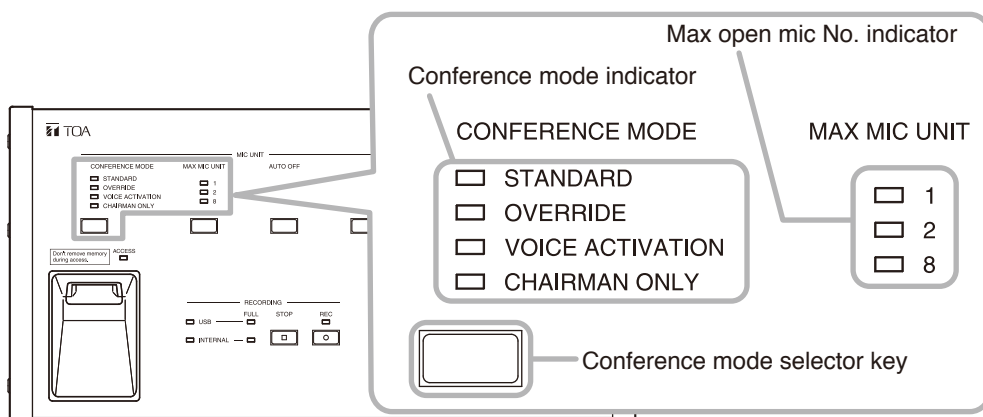 Max open mic No. indicator
Conference mode indicator
CONFERENCE MODE MAX MIC UNIT
STANDARD
OVERRIDE
VOICE ACTIVATION
CHAIRMAN ONLY
1
2
8
Conference mode selector key
TOA
MIC UNIT
CONFERENCE MODE MAX MIC UNIT AUTO OFF
STANDARD
OVERRIDE
VOICE ACTIVATION
CHAIRMAN ONLY
1
2
8
Don't remove memory
during access.
ACCESS
RECORDING
FULL STOP REC
USB
INTERNAL